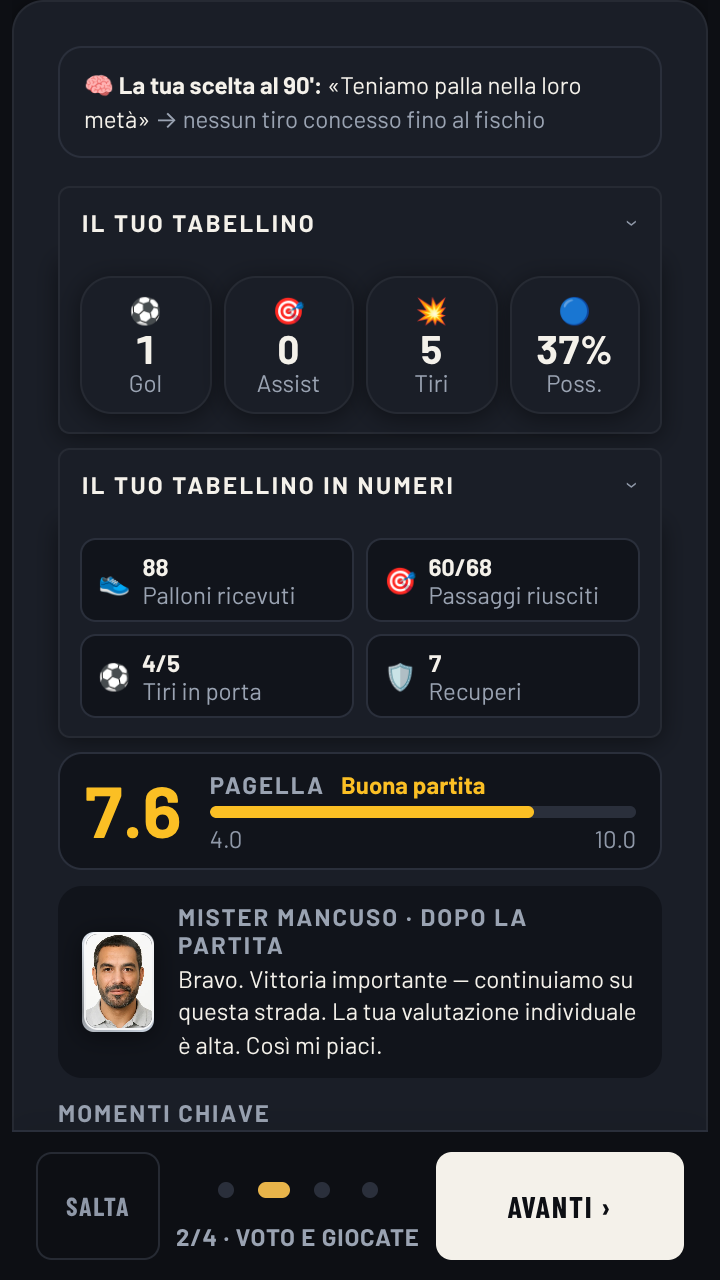 🧠 La tua scelta al 90': «Teniamo palla nella loro
metà» → nessun tiro concesso fino al fischio
IL TUO TABELLINO
1
Gol
0
Assist
5
Tiri
37%
Poss.
IL TUO TABELLINO IN NUMERI
88
Palloni ricevuti
60/68
Passaggi riusciti
4/5
Tiri in porta
7
Recuperi
7.6
PAGELLA Buona partita
4.0 10.0
MISTER MANCUSO · DOPO LA
PARTITA
Bravo. Vittoria importante — continuiamo su
questa strada. La tua valutazione individuale
è alta. Così mi piaci.
MOMENTI CHIAVE
SALTA
2/4 · VOTO E GIOCATE
AVANTI ›